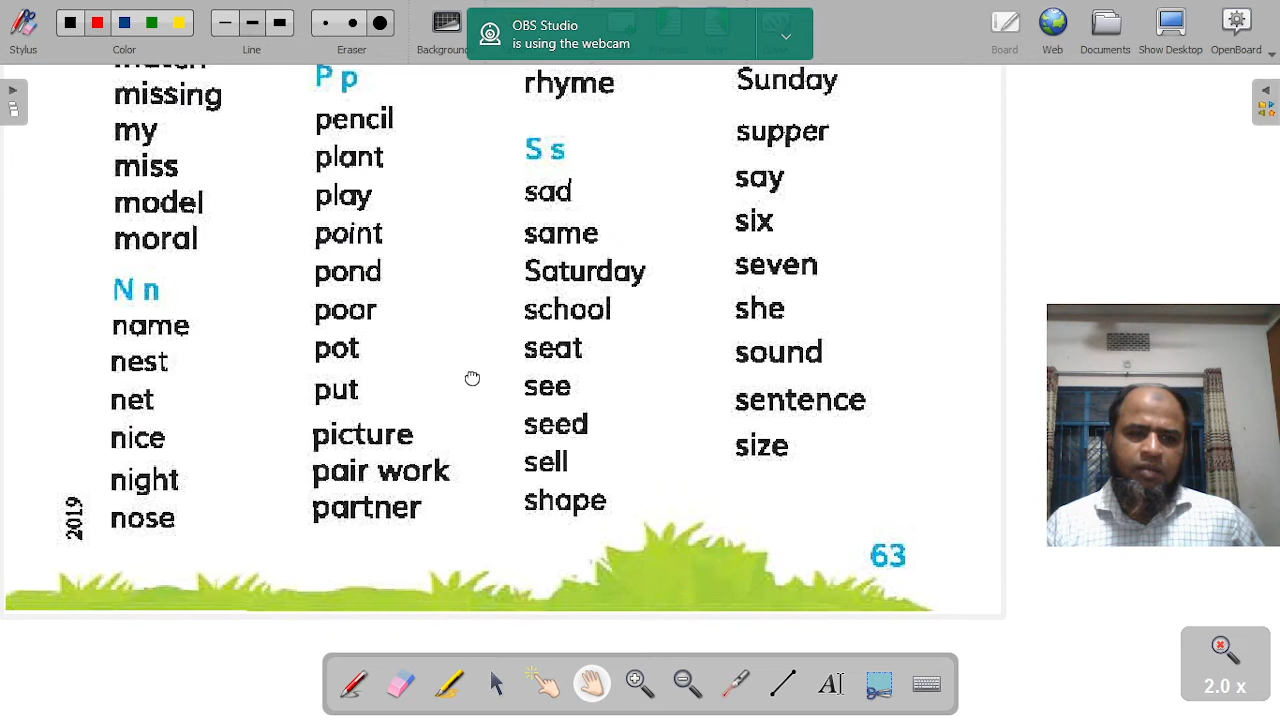 Stylus
Color
Line
Eraser
OBS Studio
is using the webcam
Board
Web
Documents
Show Desktop
OpenBoard
missing
my
miss
model
moral
N n
name
nest
net
nice
night
nose
2019
P p
pencil
plant
play
point
pond
poor
pot
put
picture
pair work
partner
rhyme
S s
sad
same
Saturday
school
seat
see
seed
sell
shape
Sunday
supper
say
six
seven
she
sound
sentence
size
63
2.0 x